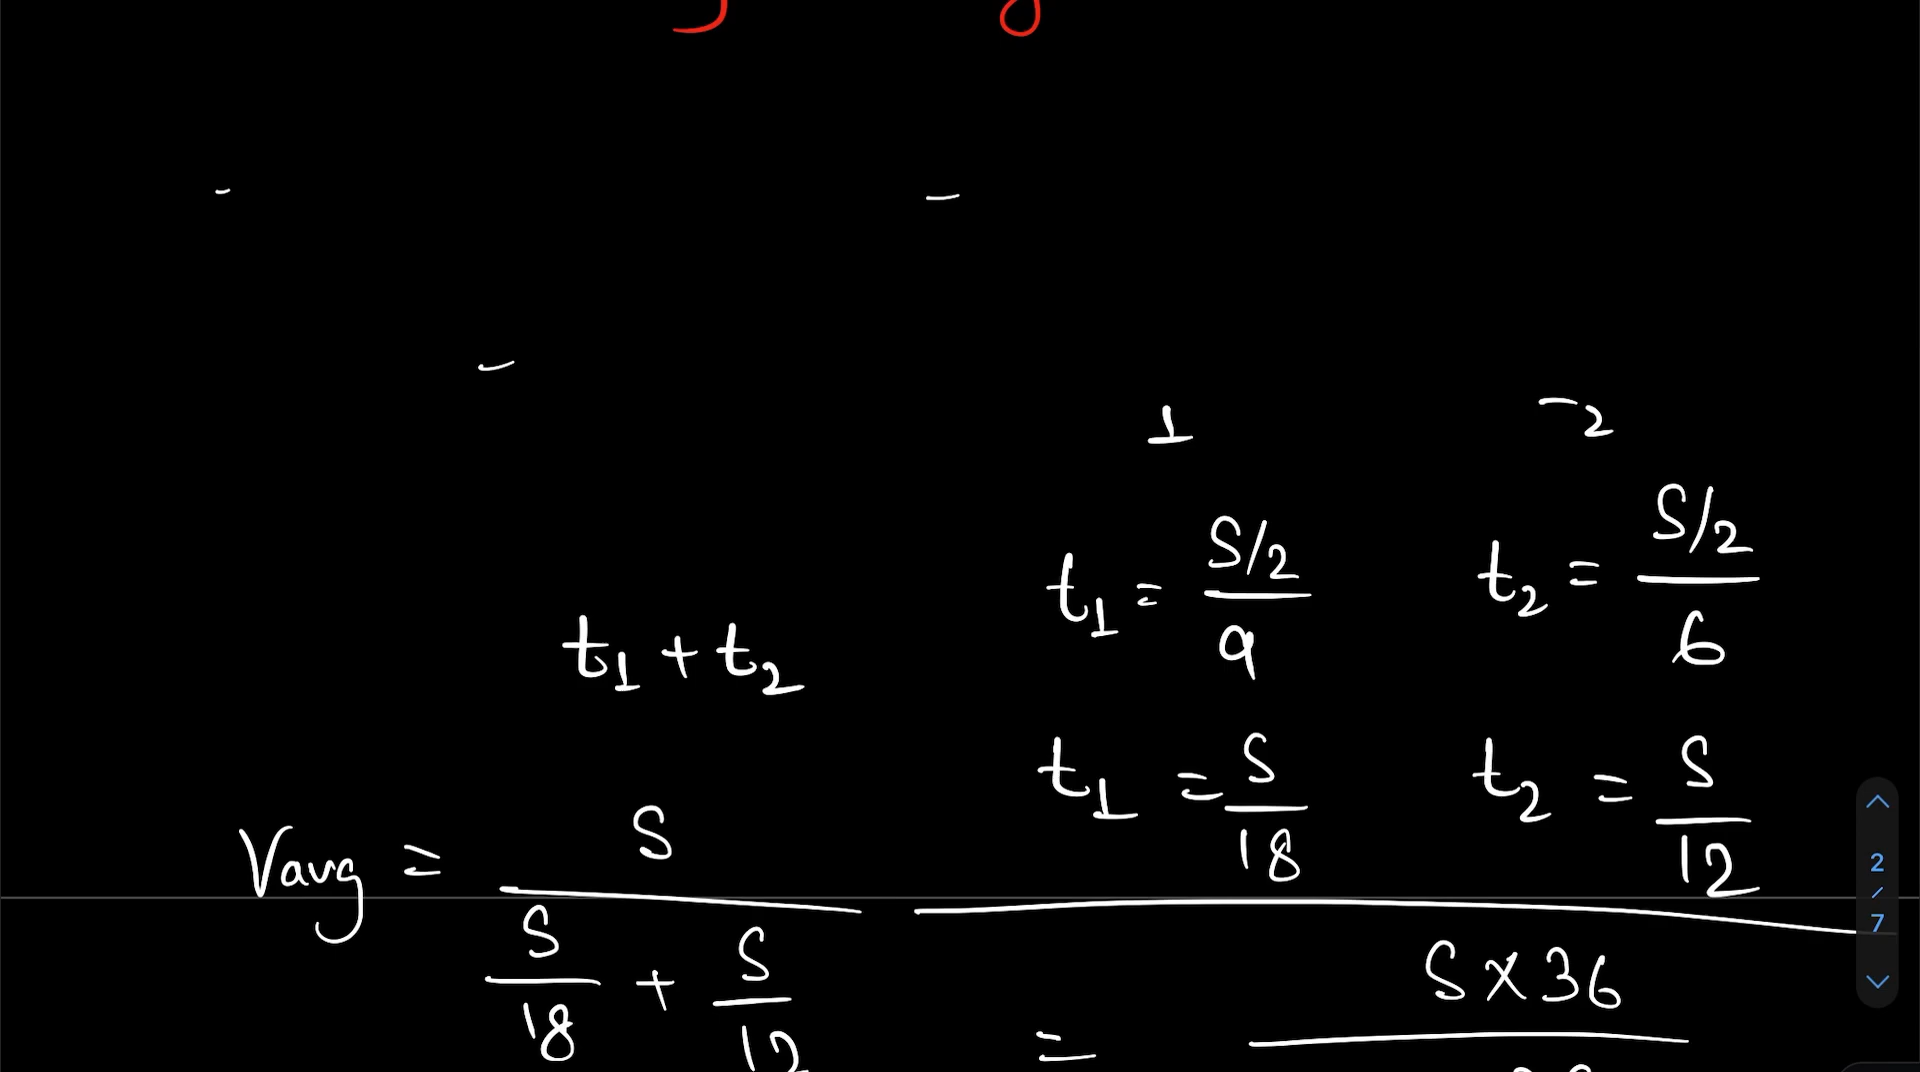 1 2
t₁ = S/2 / 9 t₂ = S/2 / 6
t₁ + t₂
t₁ = S/18 t₂ = S/12
Vavg = S / (S/18 + S/12)
= S × 36
2
/
7